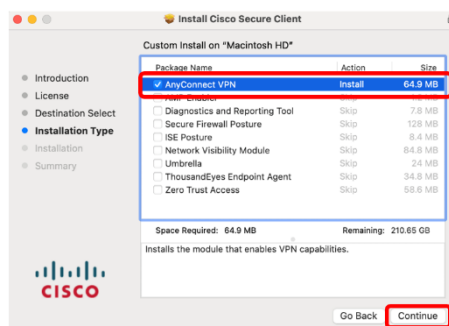 Install Cisco Secure Client
Custom Install on "Macintosh HD"
Package Name Action Size
AnyConnect VPN Install 64.9 MB
AMP Enabler Skip
Diagnostics and Reporting Tool Skip 7.8 MB
Secure Firewall Posture Skip 128 MB
ISE Posture Skip 8.4 MB
Network Visibility Module Skip 84.8 MB
Umbrella Skip 24 MB
ThousandEyes Endpoint Agent Skip 34.8 MB
Zero Trust Access Skip 58.6 MB
Space Required: 64.9 MB Remaining: 210.65 GB
Installs the module that enables VPN capabilities.
Introduction
License
Destination Select
Installation Type
Installation
Summary
CISCO
Go Back Continue